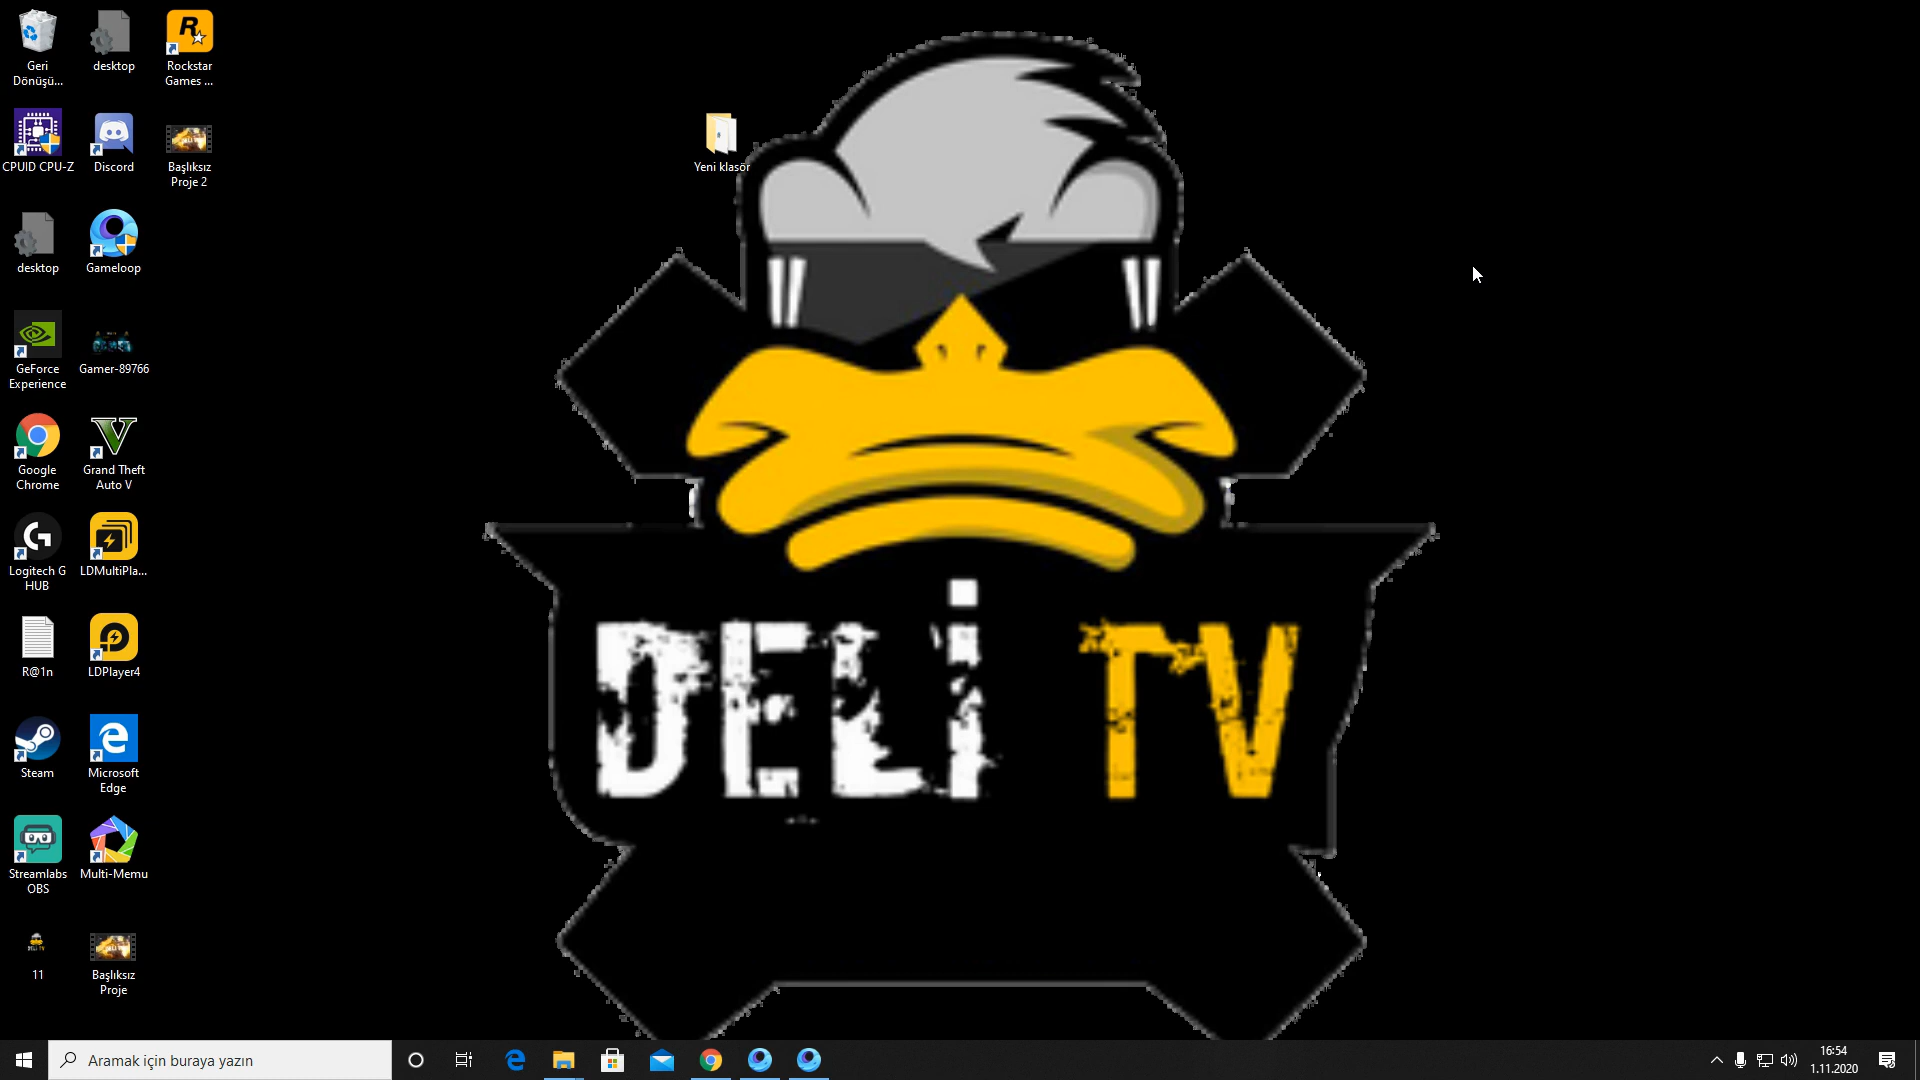 Geri
Dönüşü...
desktop
Rockstar
Games ...
CPUID CPU-Z
Discord
Başlıksız
Proje 2
Yeni klasör
desktop
Gameloop
GeForce
Experience
Gamer-89766
Google
Chrome
Grand Theft
Auto V
Logitech G
HUB
LDMultiPla...
R@1n
LDPlayer4
Steam
Microsoft
Edge
Streamlabs
OBS
Multi-Memu
11
Başlıksız
Proje
DELİ TV
Aramak için buraya yazın
16:54
1.11.2020